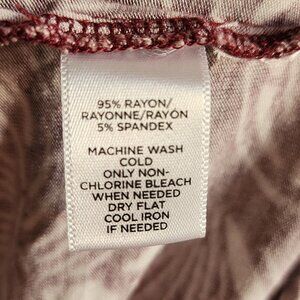 95% RAYON/
RAYONNE/RAYÓN
5% SPANDEX
MACHINE WASH
COLD
ONLY NON-
CHLORINE BLEACH
WHEN NEEDED
DRY FLAT
COOL IRON
IF NEEDED